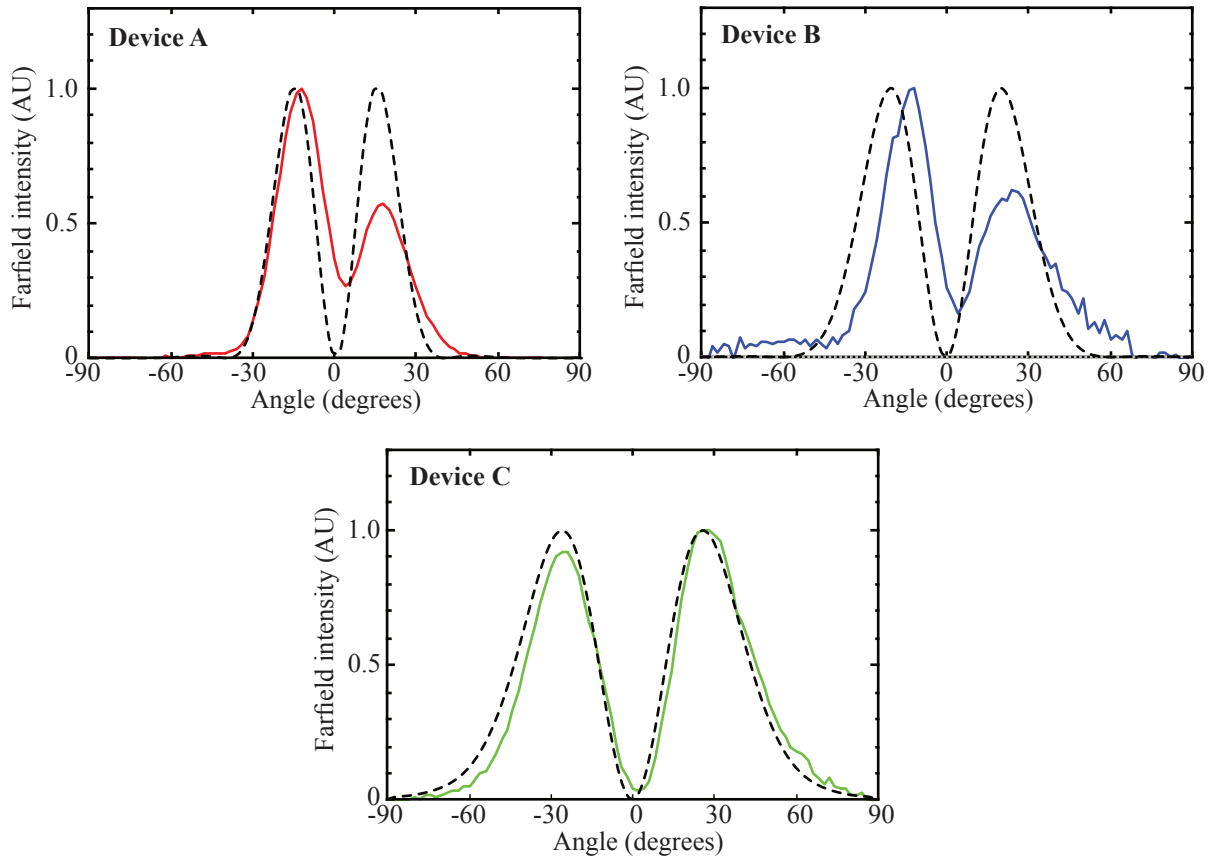 Device A
Farfield intensity (AU)
1.0
0.5
0
-90 -60 -30 0 30 60 90
Angle (degrees)
Device B
Farfield intensity (AU)
1.0
0.5
0
-90 -60 -30 0 30 60 90
Angle (degrees)
Device C
Farfield intensity (AU)
1.0
0.5
0
-90 -60 -30 0 30 60 90
Angle (degrees)